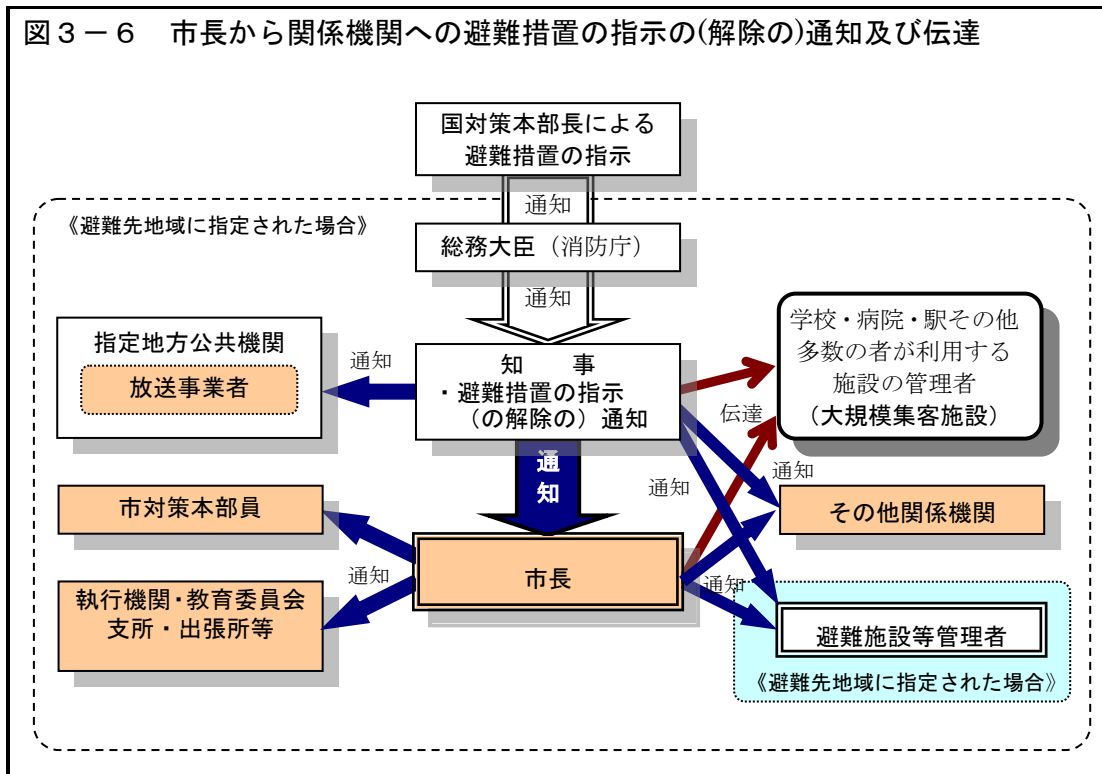 図３－６　市長から関係機関への避難措置の指示の(解除の)通知及び伝達
国対策本部長による
避難措置の指示
通知
《避難先地域に指定された場合》
総務大臣（消防庁）
通知
学校・病院・駅その他
多数の者が利用する
施設の管理者
（大規模集客施設）
指定地方公共機関
放送事業者
通知
知　　事
・避難措置の指示
（の解除の）通知
伝達
通知
通知
通知
市対策本部員
その他関係機関
市長
通知
通知
執行機関・教育委員会
支所・出張所等
避難施設等管理者
《避難先地域に指定された場合》